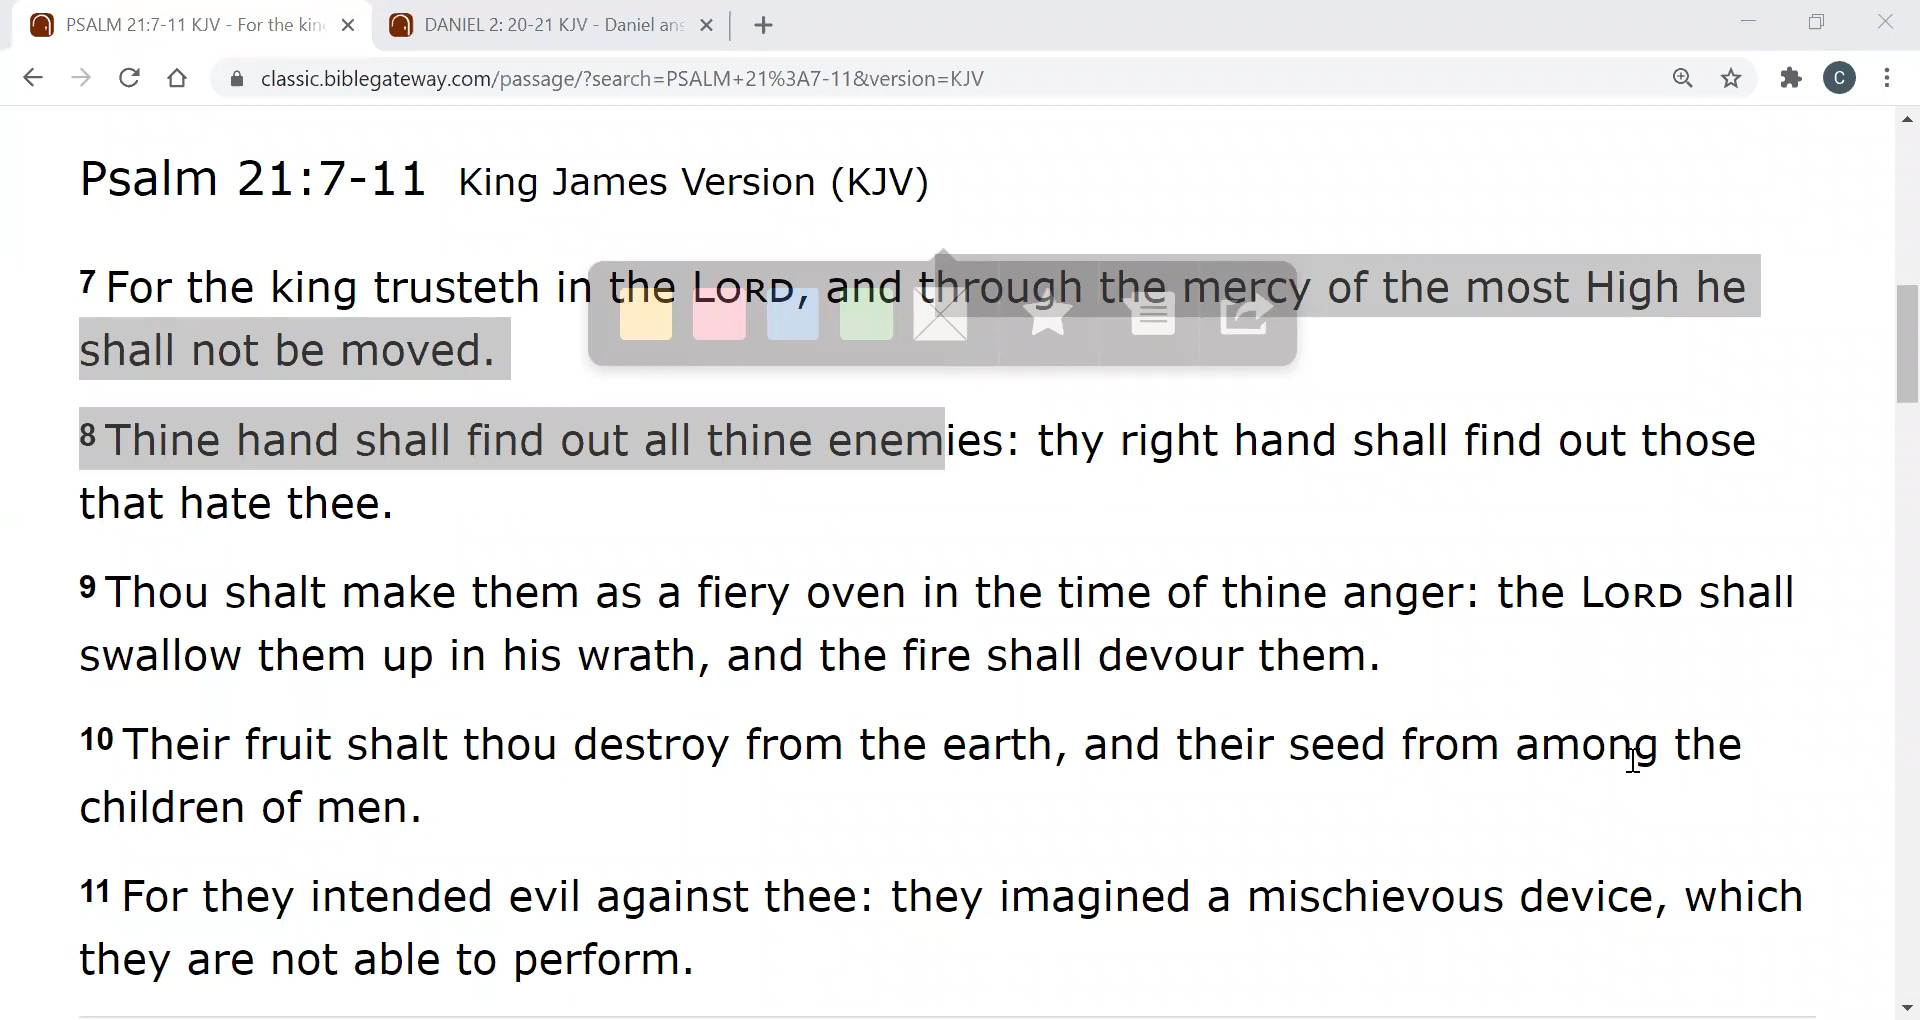 PSALM 21:7-11 KJV - For the kin
DANIEL 2: 20-21 KJV - Daniel ans
classic.biblegateway.com/passage/?search=PSALM+21%3A7-11&version=KJV
C
Psalm 21:7-11 King James Version (KJV)
7 For the king trusteth in the LORD, and through the mercy of the most High he
shall not be moved.
8 Thine hand shall find out all thine enemies: thy right hand shall find out those
that hate thee.
9 Thou shalt make them as a fiery oven in the time of thine anger: the LORD shall
swallow them up in his wrath, and the fire shall devour them.
10 Their fruit shalt thou destroy from the earth, and their seed from among the
children of men.
11 For they intended evil against thee: they imagined a mischievous device, which
they are not able to perform.